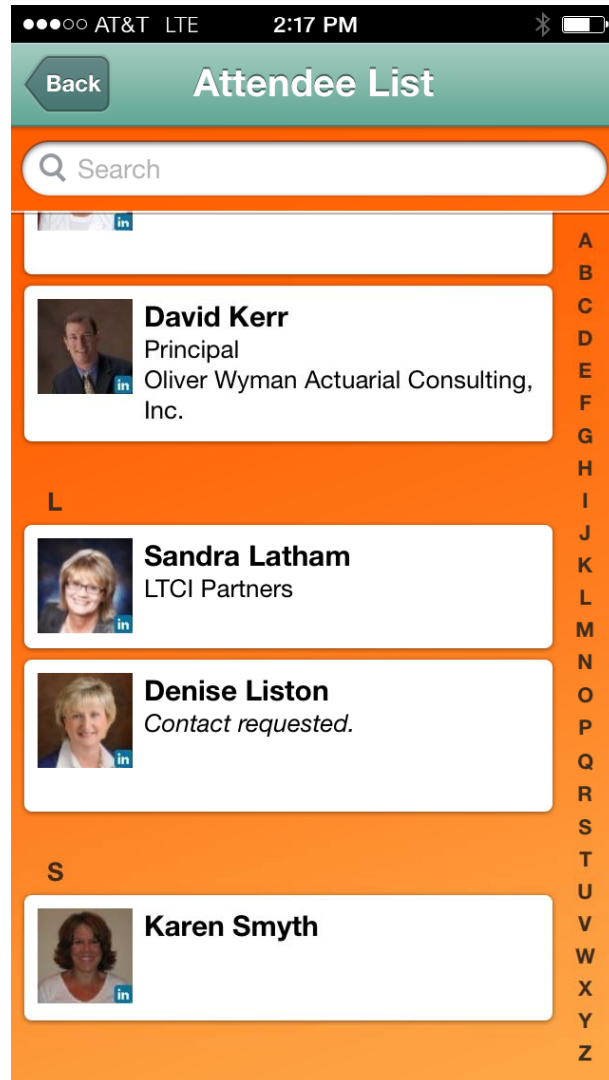 AT&T LTE 2:17 PM
Back Attendee List
Search
in
A
B
C
D
E
F
G
H
I
J
K
L
M
N
O
P
Q
R
S
T
U
V
W
X
Y
Z
David Kerr
Principal
Oliver Wyman Actuarial Consulting,
Inc.
in
L
Sandra Latham
LTCI Partners
in
Denise Liston
Contact requested.
in
S
Karen Smyth
in